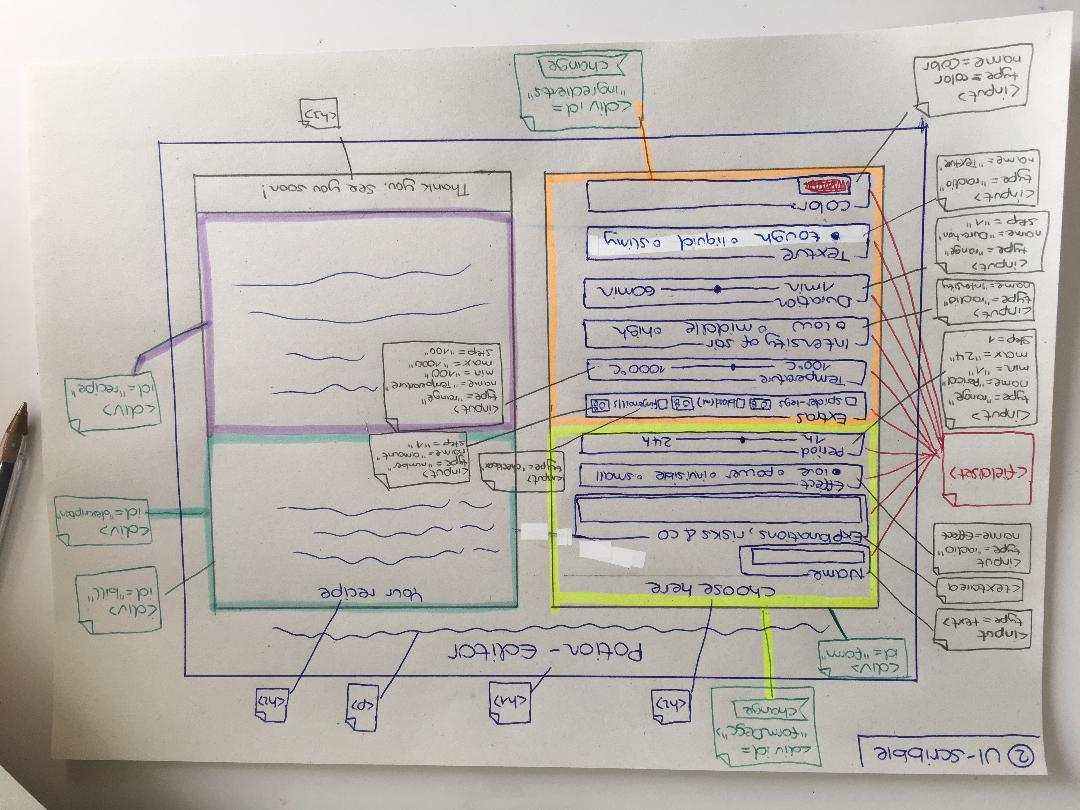 ② UI-scribble
<div id=
"formDesc">
change
<h2>
<h1>
<p>
<h2>
<div>
id="form"
Potion-Editor
<input
type=text>
<textarea
<input
type="radio
name=Effect
<fieldset>
<input>
type="range"
name="Period"
min="1"
max="24"
step=1
<input>
type="radio"
name="Intensity
<input>
type="range"
name="Duration"
step="1"
<input>
type="radio
name="Texture"
<input>
type=color
name=color
choose here
Name
Explanations, risks & co
Effect
love power invisible small
Period
1h 24h
Extras
spider-legs blood(ml) fingernails
Temperature
100°C 1000°C
Intensity of stir
low middle high
Duration
1min 60min
Texture
tough liquid slimy
color
<input>
type="checkbox
<input>
type="number"
name="amount"
step="1"
<input>
type="range"
name="Temperature"
min="100"
max="1000"
step="100"
Your recipe
Thank you. See you soon!
<div>
id="bill"
<div>
id="description"
<div>
id="recipe"
<div id=
"ingredients">
change
<h3>